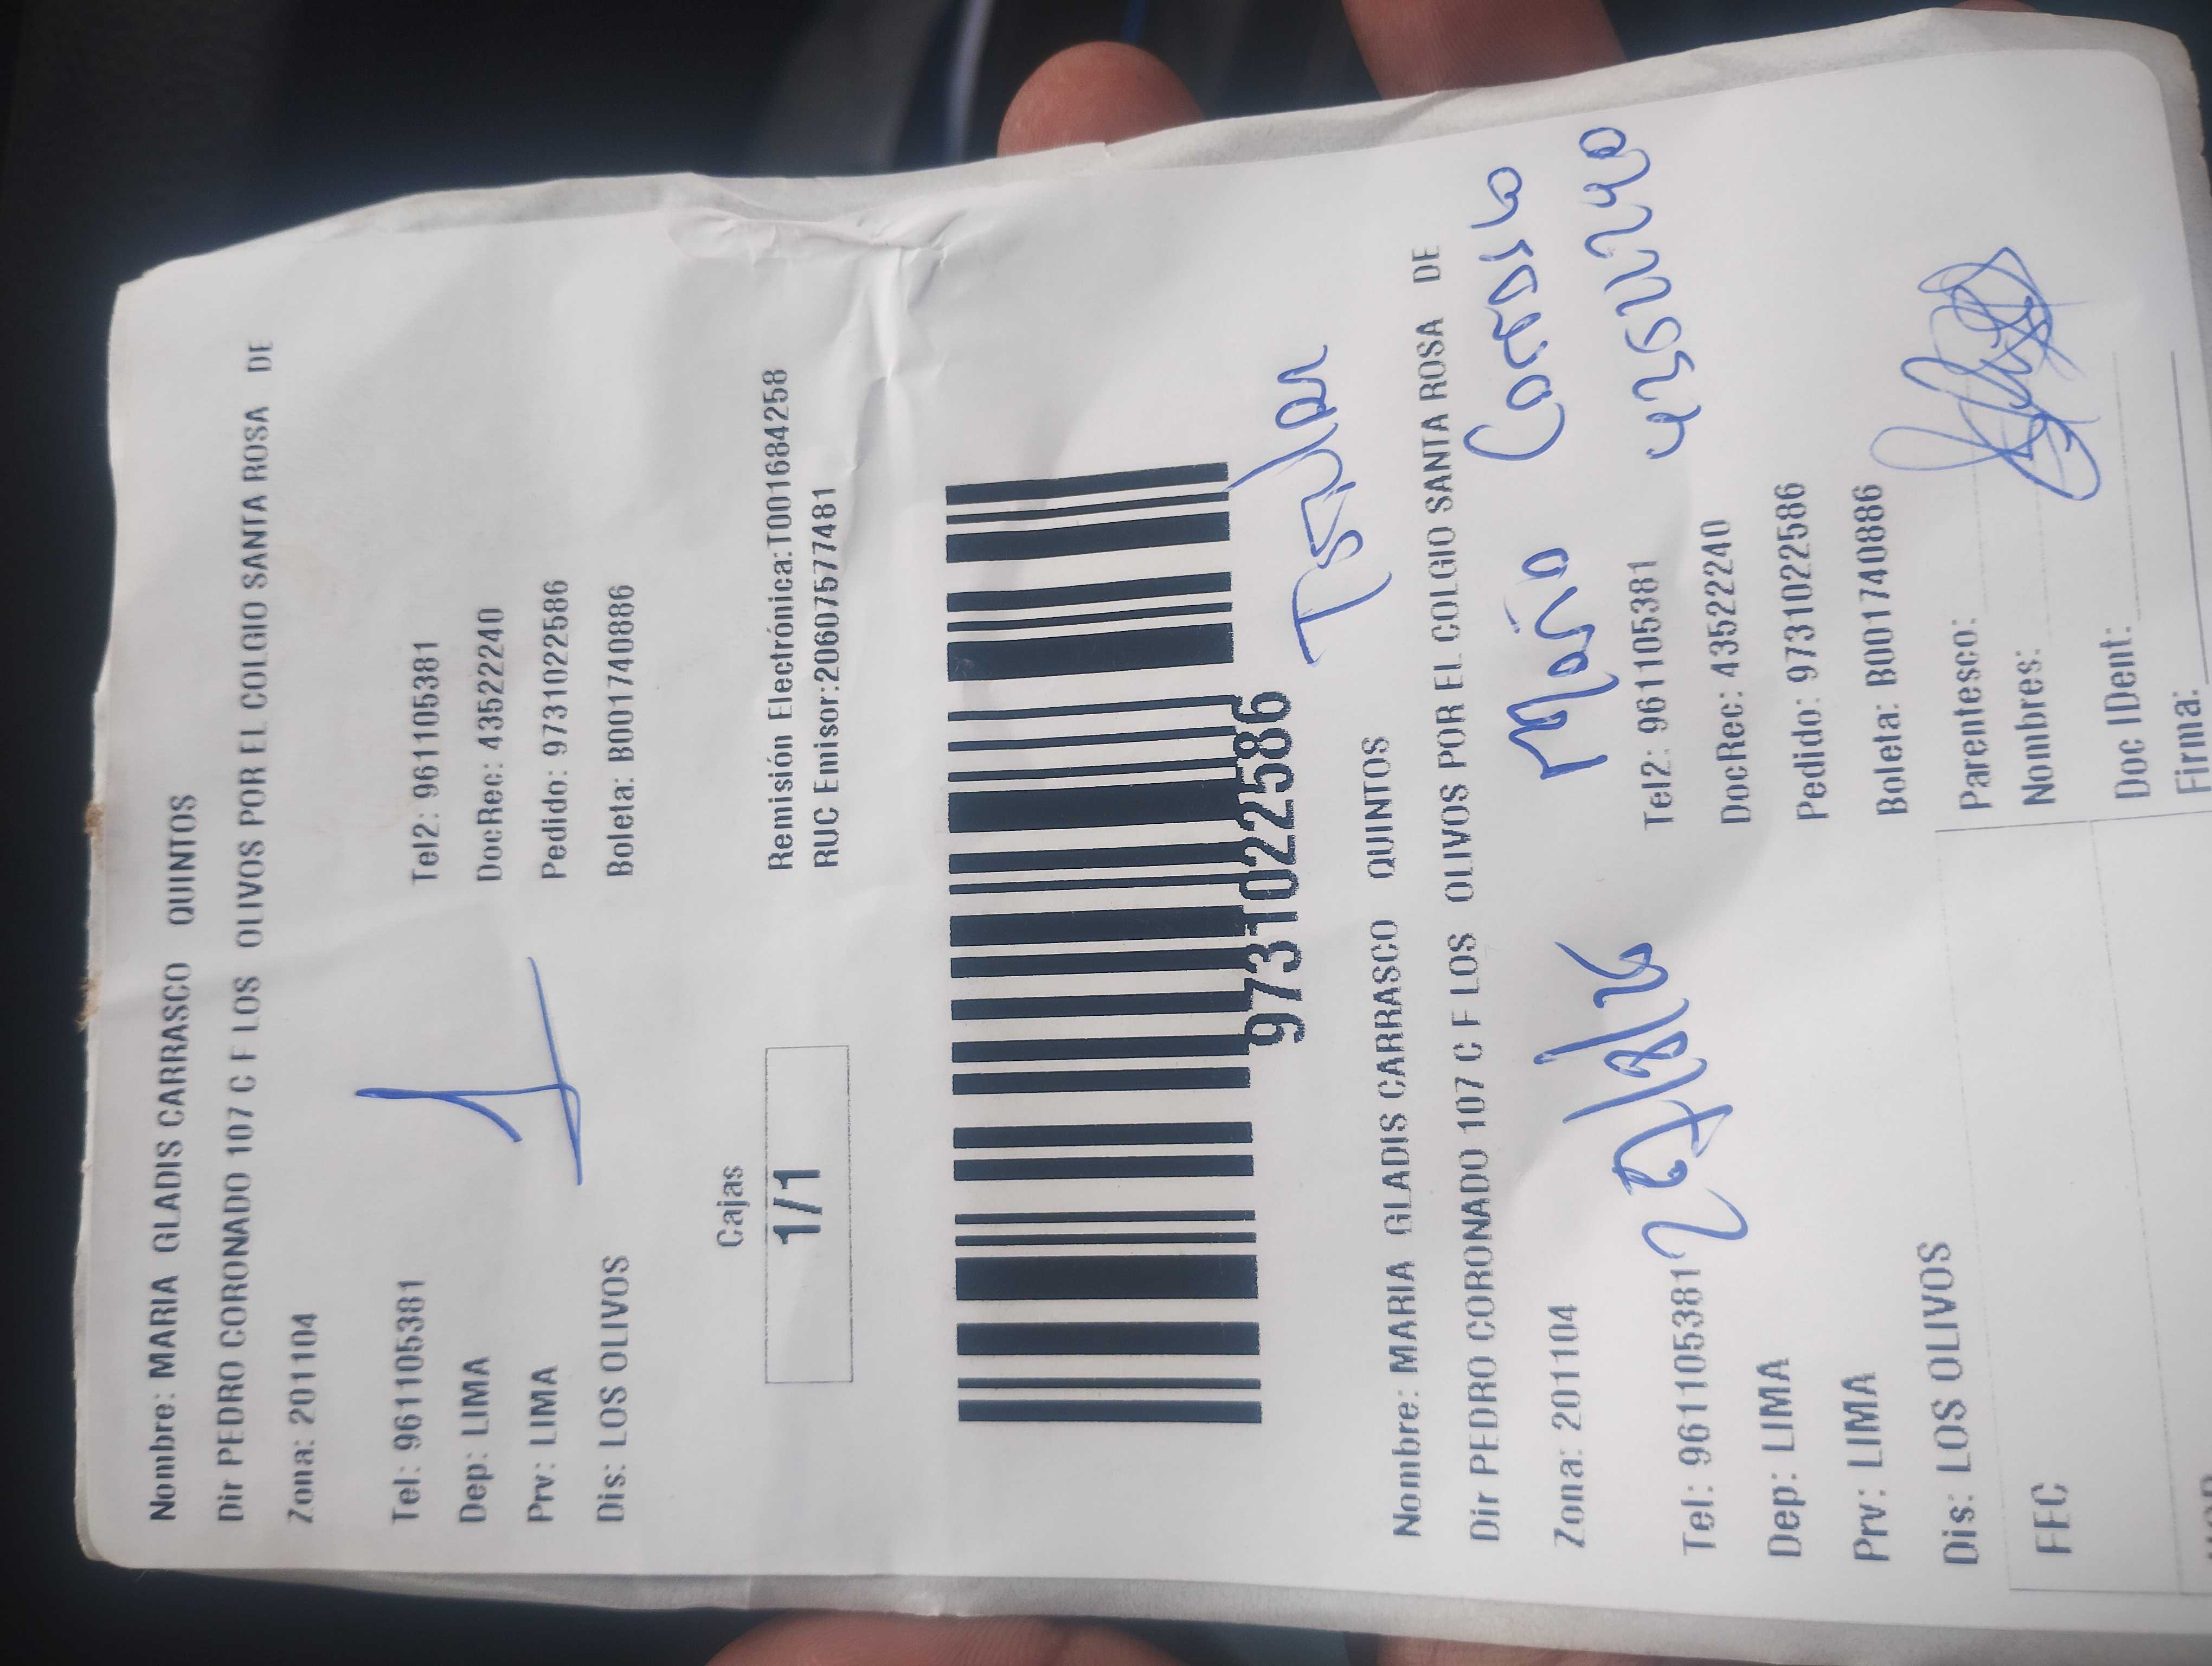 Nombre: MARIA GLADIS CARRASCO QUINTOS
Dir PEDRO CORONADO 107 C F LOS OLIVOS POR EL COLGIO SANTA ROSA DE
Zona: 201104
Tel: 961105381 Tel2: 961105381
Dep: LIMA DocRec: 43522240
Prv: LIMA Pedido: 9731022586
Dis: LOS OLIVOS Boleta: B001740886
1
Cajas
1/1
Remisión Electrónica:T001684258
RUC Emisor:20607577481
9731022586
Nombre: MARIA GLADIS CARRASCO QUINTOS
Dir PEDRO CORONADO 107 C F LOS OLIVOS POR EL COLGIO SANTA ROSA DE
Zona: 201104
María Carrasco
43522240
Tel: 961105381 Tel2: 961105381
Dep: LIMA DocRec: 43522240
Prv: LIMA Pedido: 9731022586
Dis: LOS OLIVOS Boleta: B001740886
FEC
Parentesco:
Nombres:
Doc IDent:
Firma: